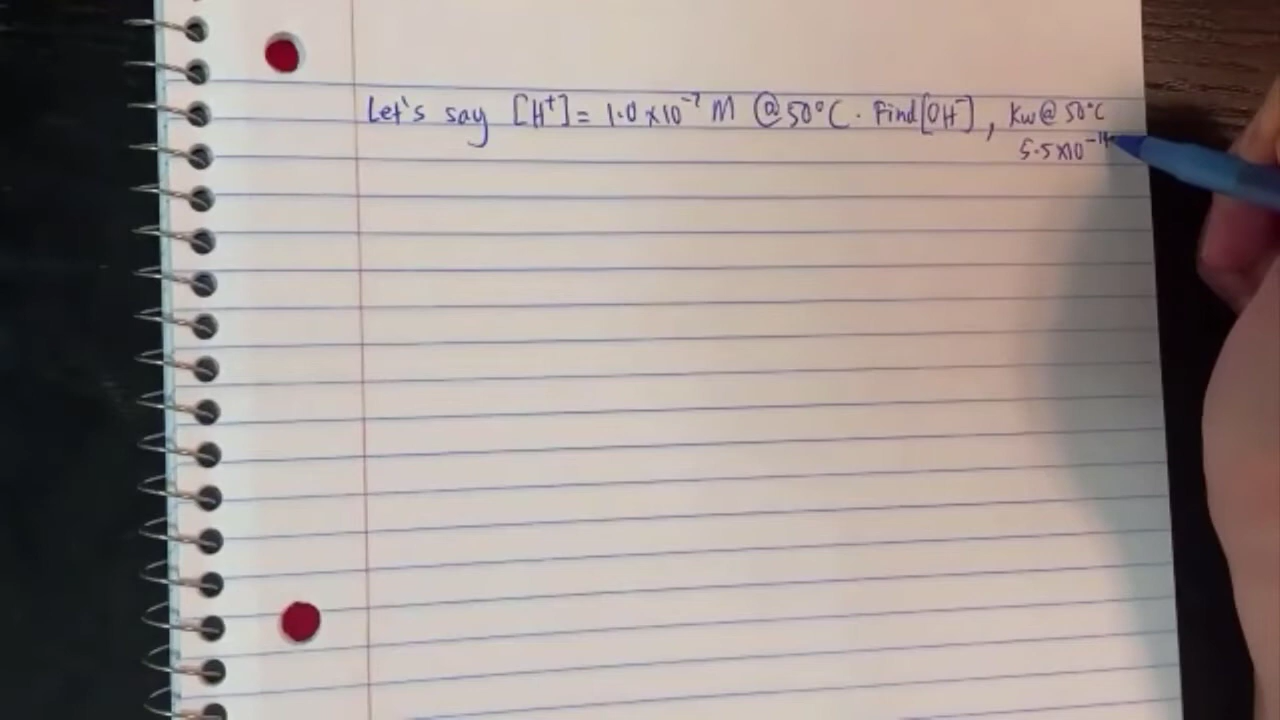 Let's say [H⁺] = 1.0 x 10⁻⁷ M @ 50°C. Find [OH⁻], Kw @ 50°C
5.5 x 10⁻¹⁴